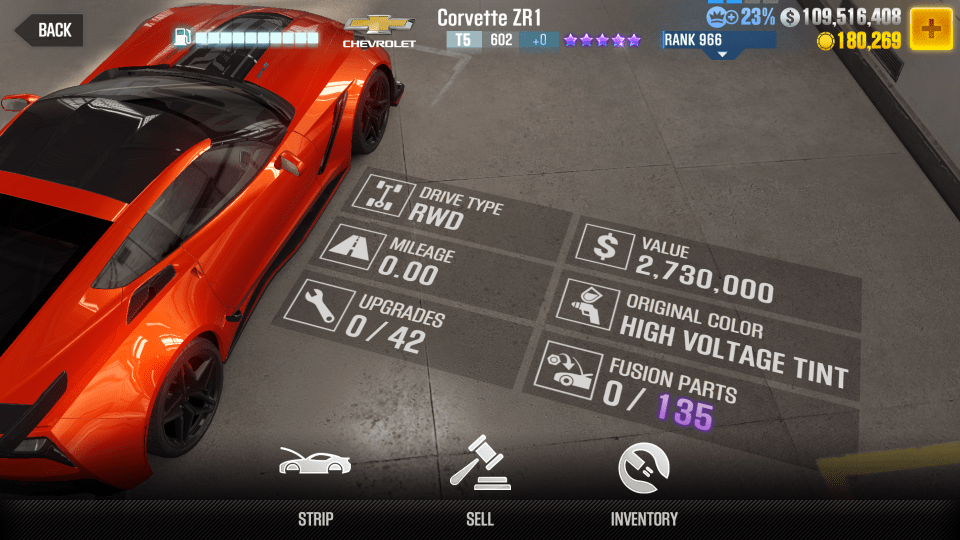 BACK
CHEVROLET
Corvette ZR1
T5 602 +0
23% $ 109,516,408
RANK 966
180,269
DRIVE TYPE
RWD
MILEAGE
0.00
UPGRADES
0/42
$ VALUE
2,730,000
ORIGINAL COLOR
HIGH VOLTAGE TINT
FUSION PARTS
0/135
STRIP
SELL
INVENTORY